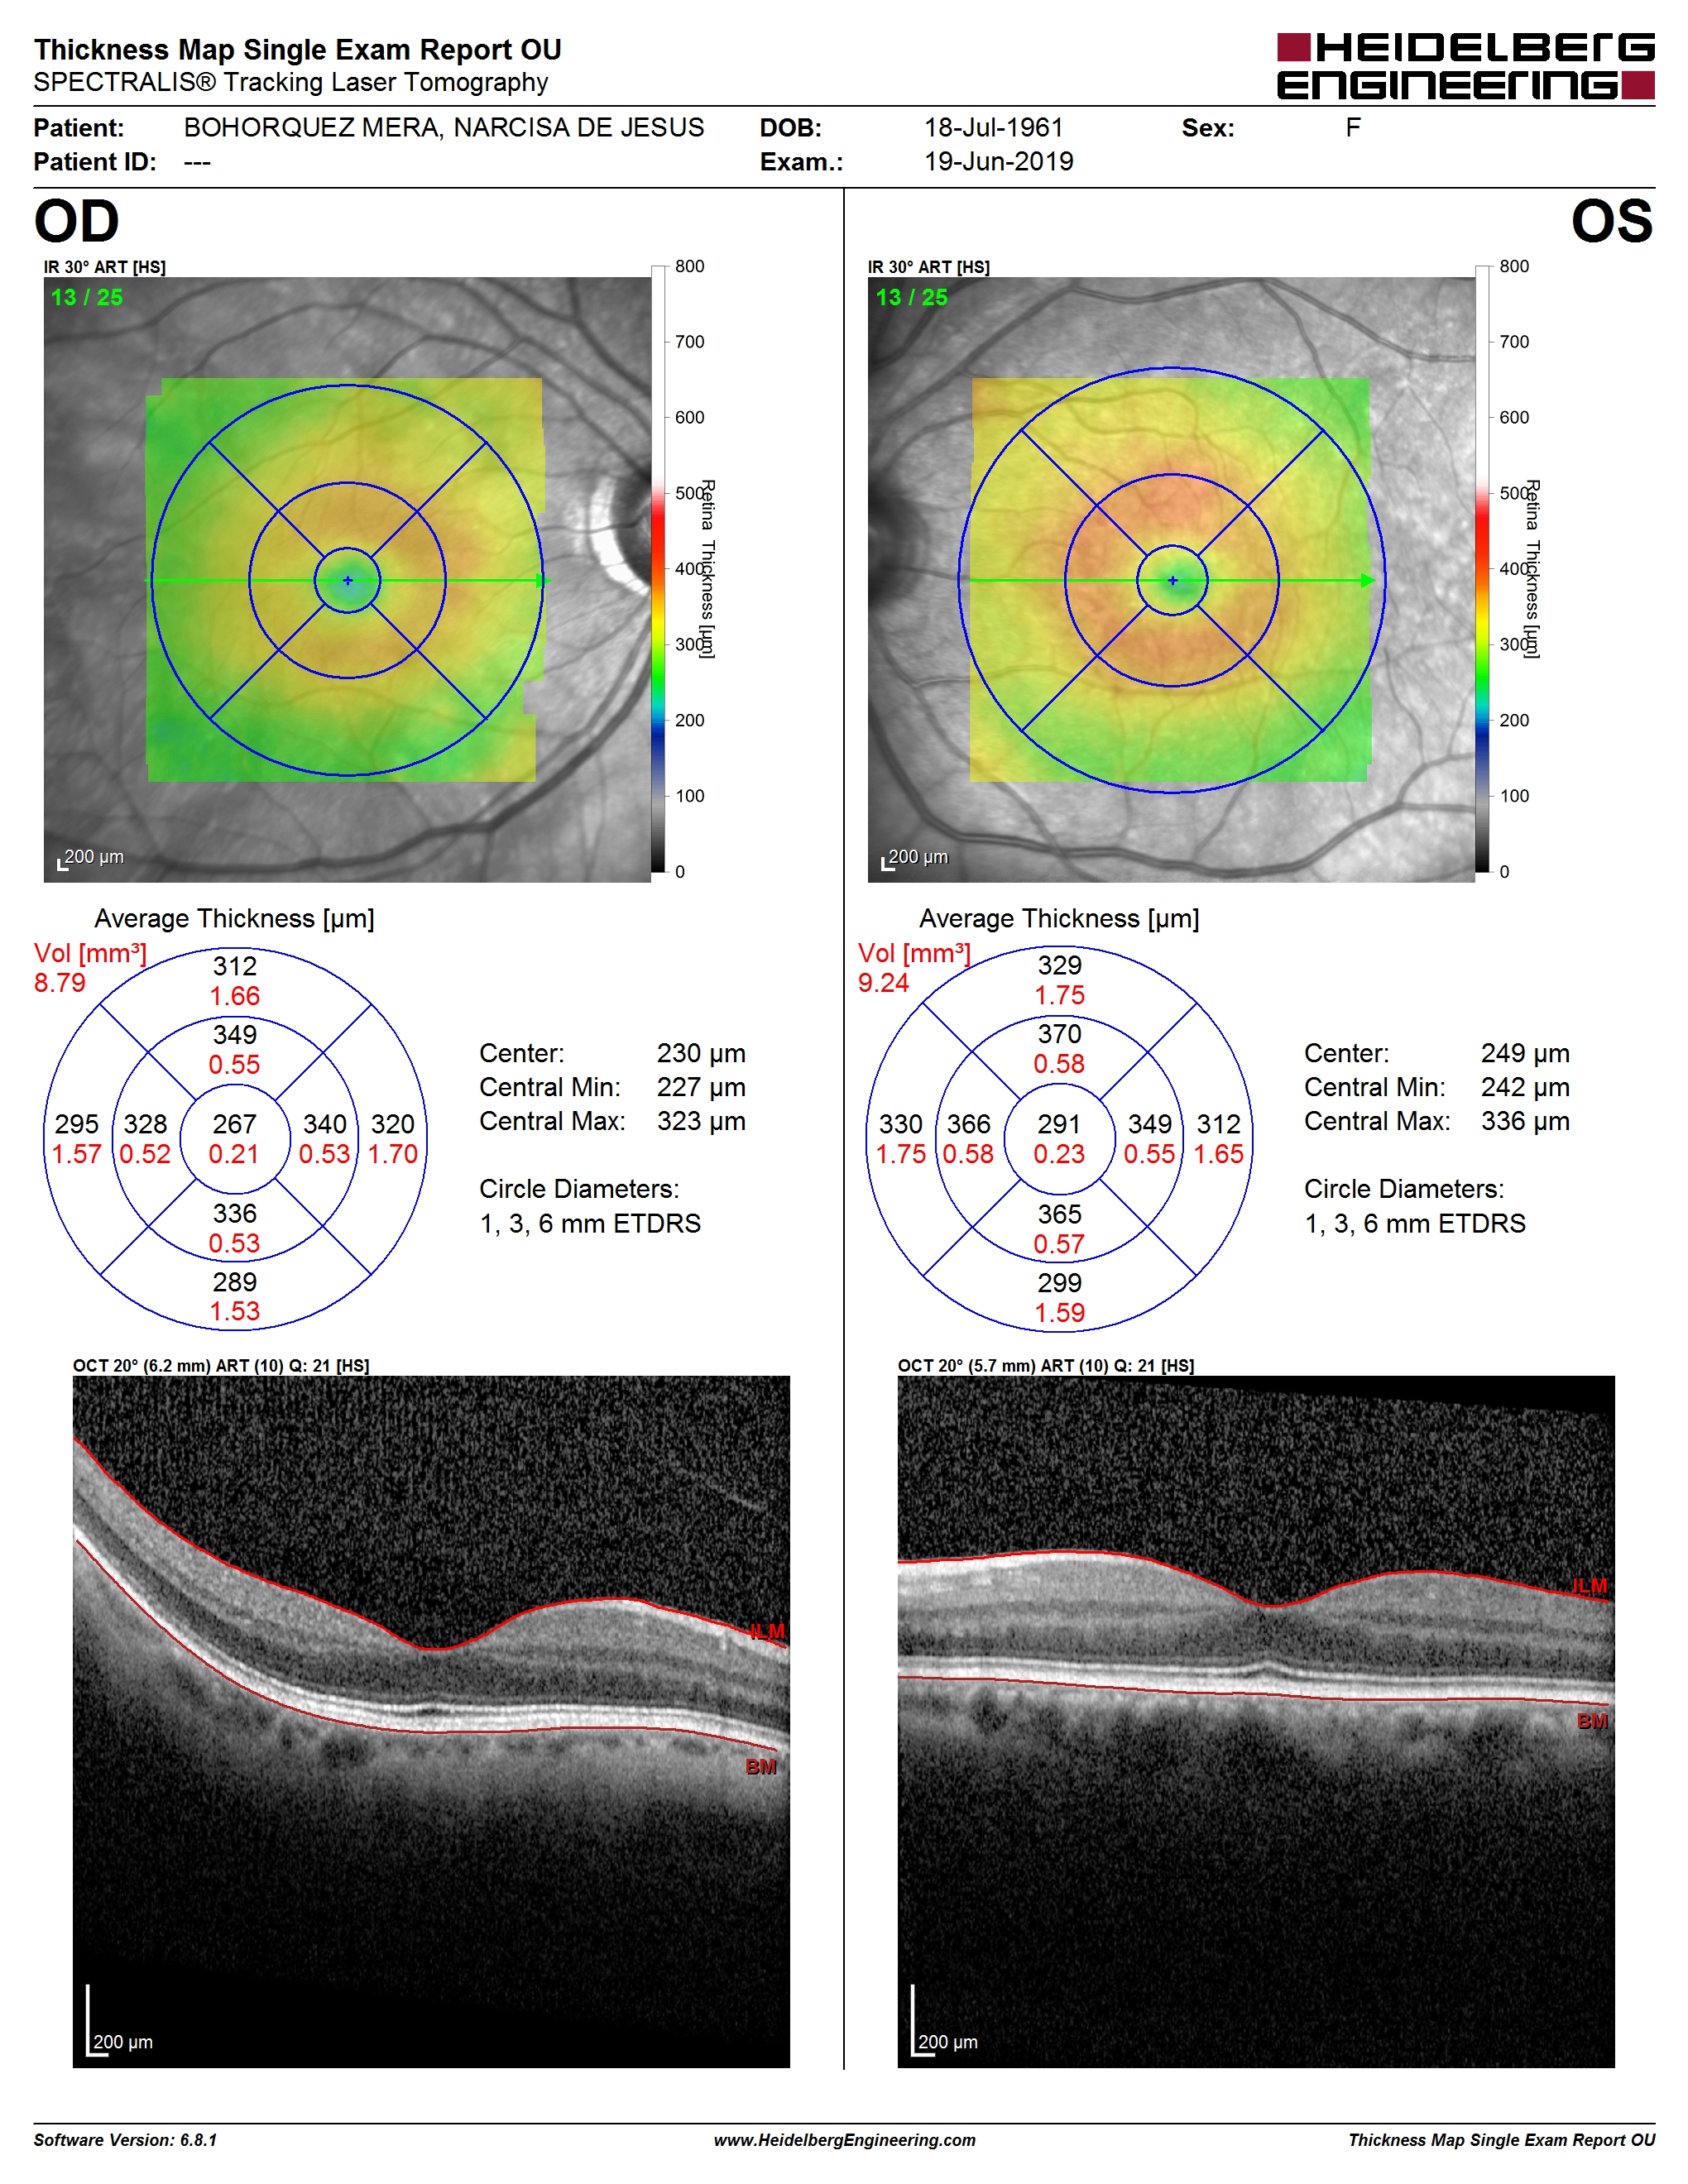 Thickness Map Single Exam Report OU
SPECTRALIS® Tracking Laser Tomography
HEIDELBERG
ENGINEERING
Patient: BOHORQUEZ MERA, NARCISA DE JESUS DOB: 18-Jul-1961 Sex: F
Patient ID: --- Exam.: 19-Jun-2019
OD
IR 30° ART [HS]
13 / 25
200 µm
800
700
600
500
400
300
200
100
0
Retina Thickness [µm]
Average Thickness [µm]
Vol [mm³]
8.79
312
1.66
349
0.55
295 328 267 340 320
1.57 0.52 0.21 0.53 1.70
336
0.53
289
1.53
Center: 230 µm
Central Min: 227 µm
Central Max: 323 µm
Circle Diameters:
1, 3, 6 mm ETDRS
OCT 20° (6.2 mm) ART (10) Q: 21 [HS]
ILM
BM
200 µm
OS
IR 30° ART [HS]
13 / 25
200 µm
800
700
600
500
400
300
200
100
0
Retina Thickness [µm]
Average Thickness [µm]
Vol [mm³]
9.24
329
1.75
370
0.58
330 366 291 349 312
1.75 0.58 0.23 0.55 1.65
365
0.57
299
1.59
Center: 249 µm
Central Min: 242 µm
Central Max: 336 µm
Circle Diameters:
1, 3, 6 mm ETDRS
OCT 20° (5.7 mm) ART (10) Q: 21 [HS]
ILM
BM
200 µm
Software Version: 6.8.1 www.HeidelbergEngineering.com Thickness Map Single Exam Report OU